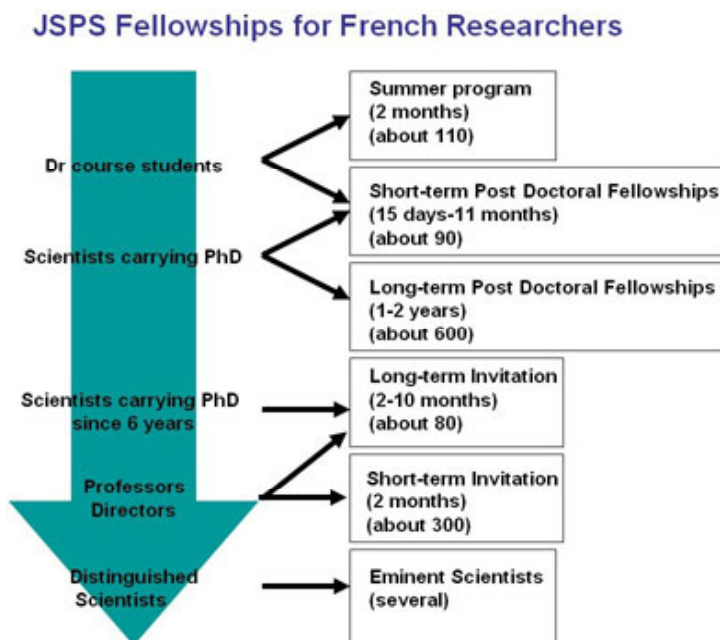 JSPS Fellowships for French Researchers
Summer program
(2 months)
(about 110)
Dr course students
Short-term Post Doctoral Fellowships
(15 days-11 months)
(about 90)
Scientists carrying PhD
Long-term Post Doctoral Fellowships
(1-2 years)
(about 600)
Scientists carrying PhD
since 6 years
Long-term Invitation
(2-10 months)
(about 80)
Professors
Directors
Short-term Invitation
(2 months)
(about 300)
Distinguished
Scientists
Eminent Scientists
(several)